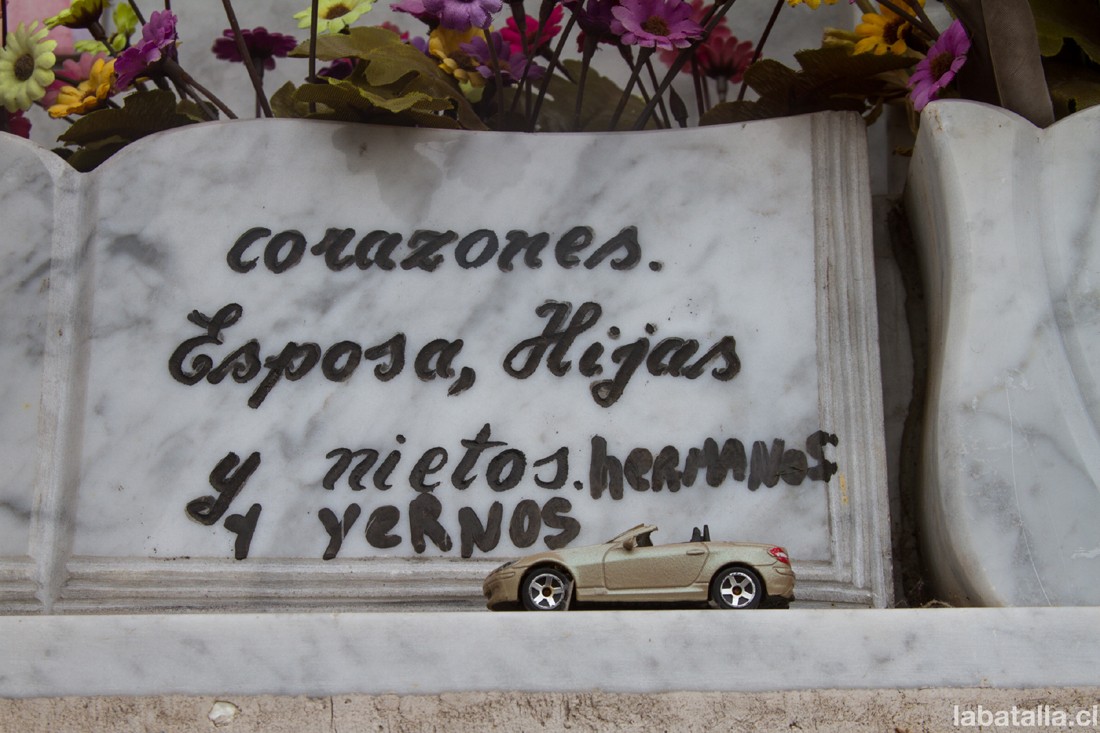 corazones.
Esposa, Hijas
y nietos. hermanos
y yernos
labatalla.cl